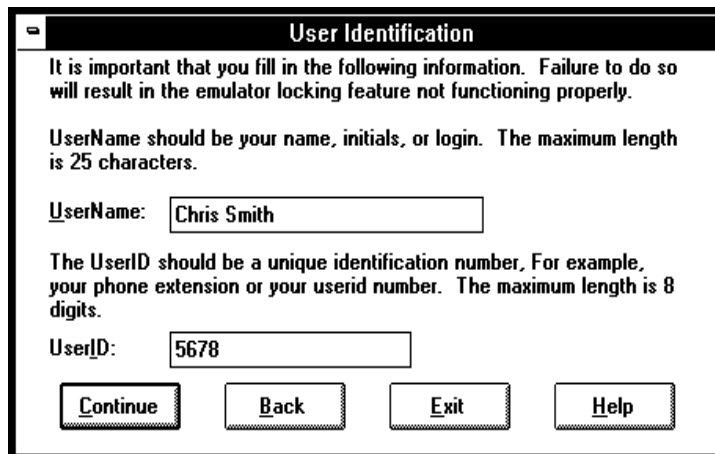 User Identification
It is important that you fill in the following information.  Failure to do so
will result in the emulator locking feature not functioning properly.
UserName should be your name, initials, or login.  The maximum length
is 25 characters.
UserName: Chris Smith
The UserID should be a unique identification number, For example,
your phone extension or your userid number.  The maximum length is 8
digits.
UserID: 5678
Continue Back Exit Help